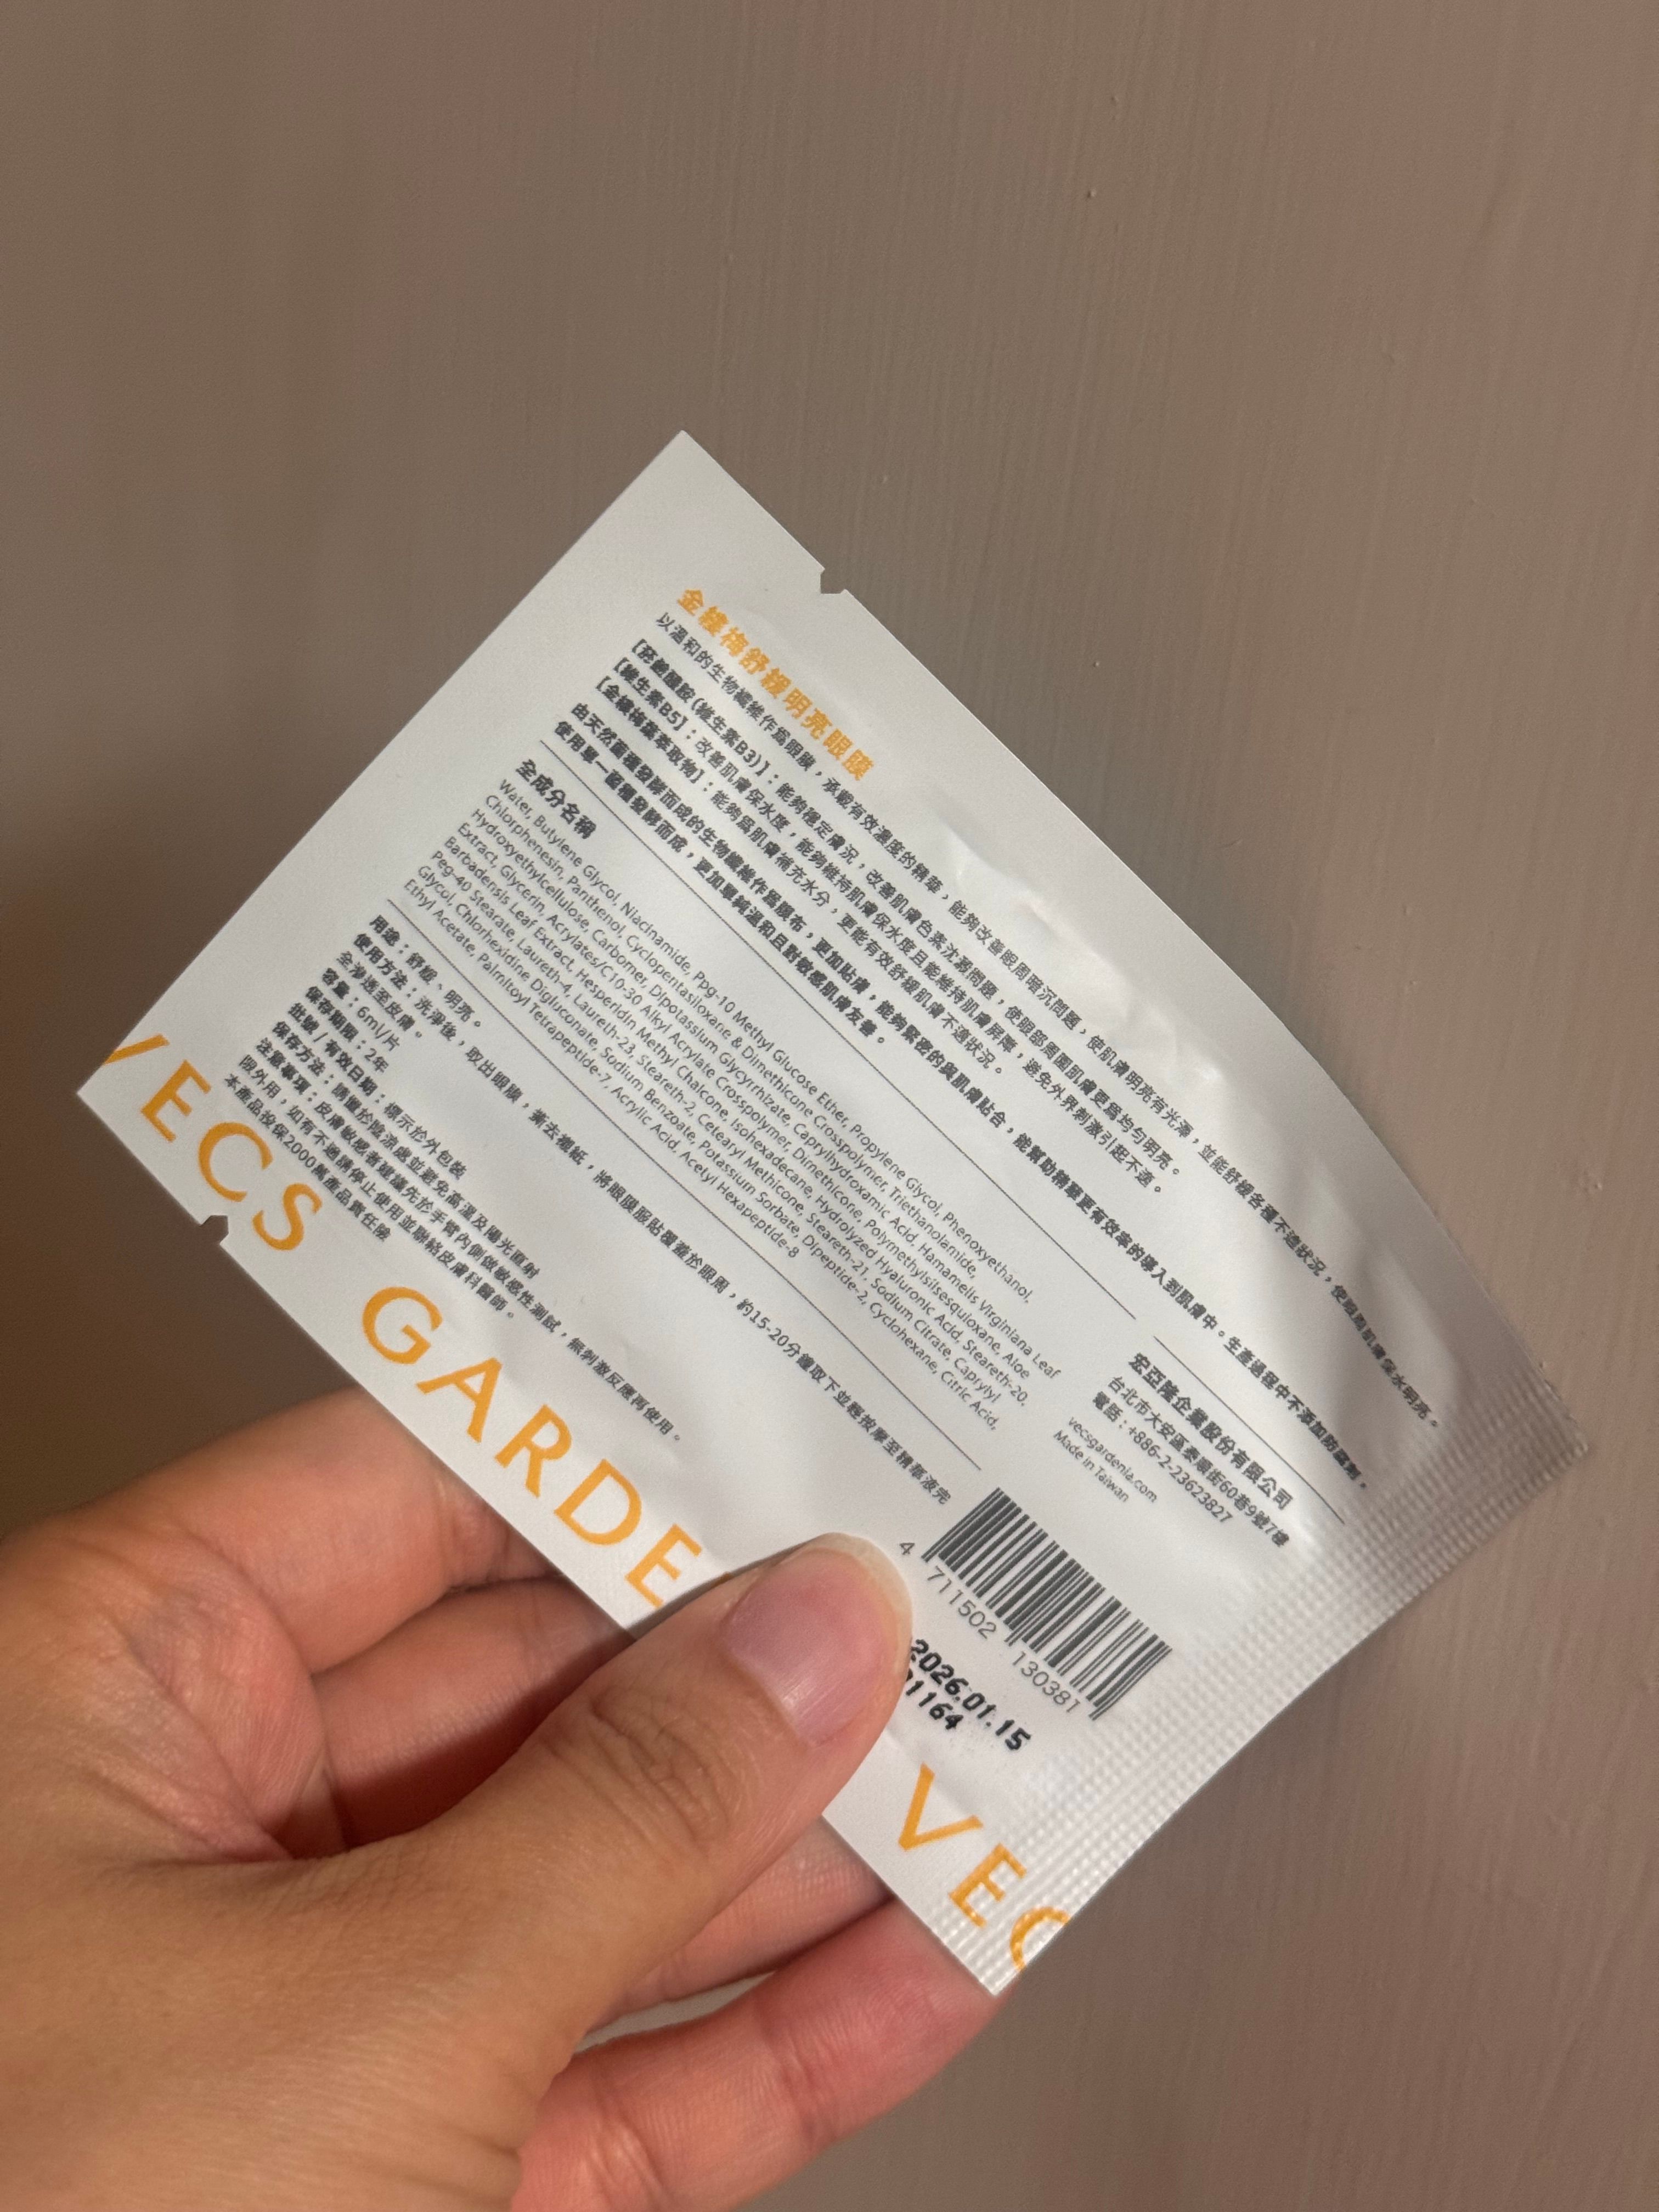 金縷梅舒緩明亮眼膜
以溫和的生物纖維作為眼膜，承載有效濃度的精華，能夠改善眼周暗沉問題，使肌膚明亮有光澤，並能舒緩各種不適狀況，使眼周肌膚保水明亮。
【菸鹼醯胺(維生素B3)】：能夠穩定膚況，改善肌膚色素沈澱問題，使眼部周圍肌膚更為均勻明亮。
【維生素B5】：改善肌膚保水度，能夠維持肌膚保水度且能維持肌膚屏障，避免外界刺激引起不適。
【金縷梅葉萃取物】：能夠為肌膚補充水分，更能有效舒緩肌膚不適狀況。
由天然菌種發酵而成的生物纖維作為膜布，更加貼膚，能夠緊密的與肌膚貼合，能幫助精華更有效率的導入到肌膚中。生產過程中不添加防腐劑，
使用單一菌種發酵而成，更加單純溫和且對敏感肌膚友善。
全成分名稱
Water, Butylene Glycol, Niacinamide, Ppg-10 Methyl Glucose Ether, Propylene Glycol, Phenoxyethanol,
Chlorphenesin, Panthenol, Cyclopentasiloxane & Dimethicone Crosspolymer, Triethanolamide,
Hydroxyethylcellulose, Carbomer, Dipotassium Glycyrrhizate, Caprylhydroxamic Acid, Hamamelis Virginiana Leaf
Extract, Glycerin, Acrylates/C10-30 Alkyl Acrylate Crosspolymer, Dimethicone, Polymethylsilsesquioxane, Aloe
Barbadensis Leaf Extract, Hesperidin Methyl Chalcone, Isohexadecane, Hydrolyzed Hyaluronic Acid, Steareth-20,
Peg-40 Stearate, Laureth-4, Laureth-23, Steareth-2, Cetearyl Methicone, Steareth-21, Sodium Citrate, Caprylyl
Glycol, Chlorhexidine Digluconate, Sodium Benzoate, Potassium Sorbate, Dipeptide-2, Cyclohexane, Citric Acid,
Ethyl Acetate, Palmitoyl Tetrapeptide-7, Acrylic Acid, Acetyl Hexapeptide-8
用途：舒緩、明亮。
使用方法：洗淨後，取出眼膜，撕去襯紙，將眼膜服貼覆蓋於眼周，約15-20分鐘取下並輕按摩至精華液完
全滲透至皮膚。
容量：6ml/片
保存期限：2年
批號/有效日期：標示於外包裝
保存方法：請置於陰涼處並避免高溫及陽光直射
注意事項：皮膚敏感者建議先於手臂內側做敏感性測試，無刺激反應再使用。
限外用，如有不適請停止使用並聯絡皮膚科醫師。
本產品投保2000萬產品責任險
宏亞隆企業股份有限公司
台北市大安區泰順街60巷9號7樓
電話：+886-2-23623827
vecsgardenia.com
Made in Taiwan
4 711502 130381
2026.01.15
1164
VECS GARDE
VEC